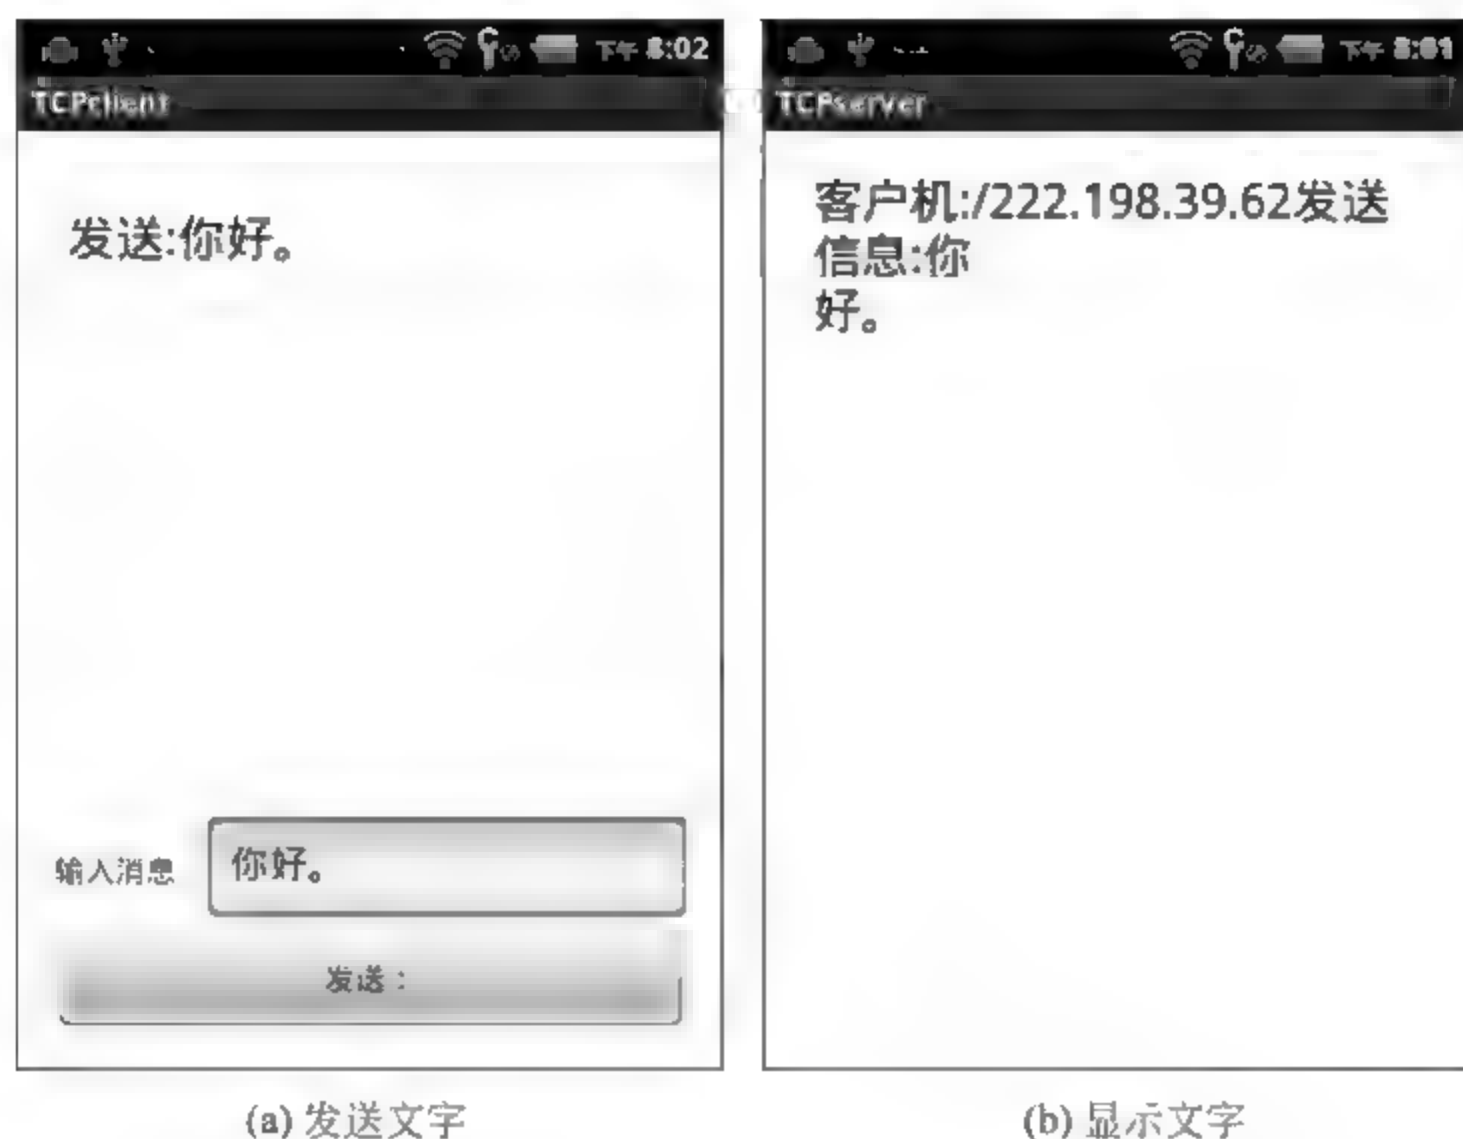 下午 8:02
TCPclient
发送:你好。
输入消息
你好。
发送：
(a) 发送文字
下午 8:01
TCPserver
客户机:/222.198.39.62发送
信息:你
好。
(b) 显示文字